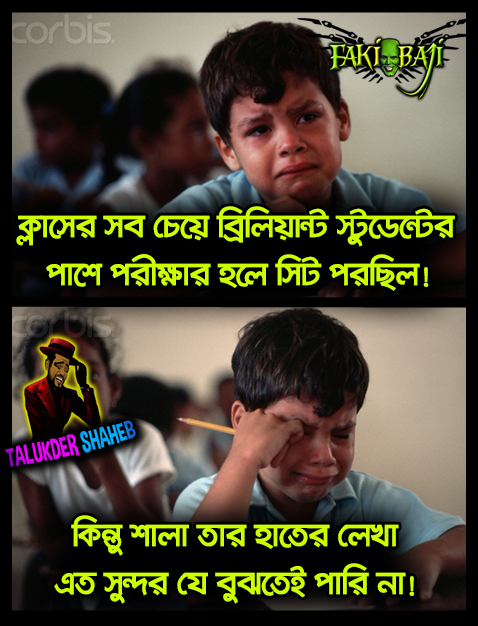 corbis.
FAKIBAJI
ক্লাসের সব চেয়ে ব্রিলিয়ান্ট স্টুডেন্টের
পাশে পরীক্ষার হলে সিট পরছিল!
corbis.
TALUKDER SHAHEB
কিন্তু শালা তার হাতের লেখা
এত সুন্দর যে বুঝতেই পারি না!